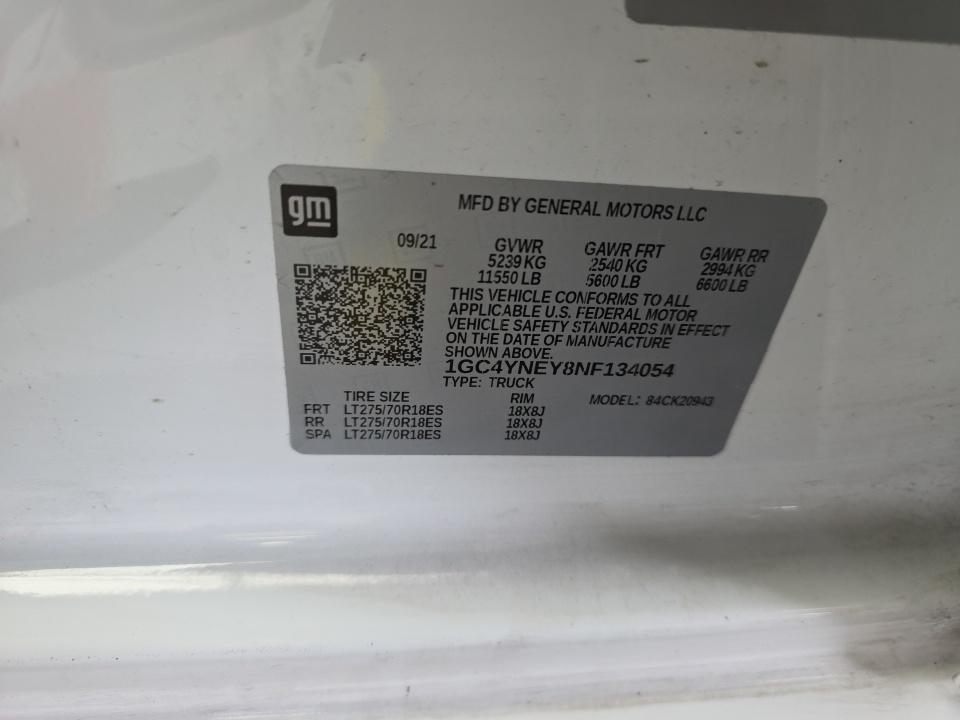 gm
MFD BY GENERAL MOTORS LLC
09/21 GVWR GAWR FRT GAWR RR
5239 KG 2540 KG 2994 KG
11550 LB 5600 LB 6600 LB
THIS VEHICLE CONFORMS TO ALL
APPLICABLE U.S. FEDERAL MOTOR
VEHICLE SAFETY STANDARDS IN EFFECT
ON THE DATE OF MANUFACTURE
SHOWN ABOVE.
1GC4YNEY8NF134054
TYPE: TRUCK
TIRE SIZE RIM MODEL: 84CK20943
FRT LT275/70R18ES 18X8J
RR LT275/70R18ES 18X8J
SPA LT275/70R18ES 18X8J